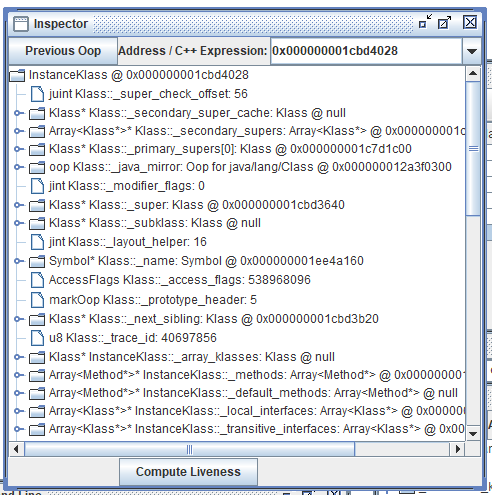 Inspector
Previous Oop Address / C++ Expression: 0x000000001cbd4028
InstanceKlass @ 0x000000001cbd4028
juint Klass::_super_check_offset: 56
Klass* Klass::_secondary_super_cache: Klass @ null
Array<Klass*>* Klass::_secondary_supers: Array<Klass*> @ 0x000000001c
Klass* Klass::_primary_supers[0]: Klass @ 0x000000001c7d1c00
oop Klass::_java_mirror: Oop for java/lang/Class @ 0x000000012a3f0300
jint Klass::_modifier_flags: 0
Klass* Klass::_super: Klass @ 0x000000001cbd3640
Klass* Klass::_subklass: Klass @ null
jint Klass::_layout_helper: 16
Symbol* Klass::_name: Symbol @ 0x000000001ee4a160
AccessFlags Klass::_access_flags: 538968096
markOop Klass::_prototype_header: 5
Klass* Klass::_next_sibling: Klass @ 0x000000001cbd3b20
u8 Klass::_trace_id: 40697856
Klass* InstanceKlass::_array_klasses: Klass @ null
Array<Method*>* InstanceKlass::_methods: Array<Method*> @ 0x000000001
Array<Method*>* InstanceKlass::_default_methods: Array<Method*> @ null
Array<Klass*>* InstanceKlass::_local_interfaces: Array<Klass*> @ 0x00000
Array<Klass*>* InstanceKlass::_transitive_interfaces: Array<Klass*> @ 0x0
Compute Liveness